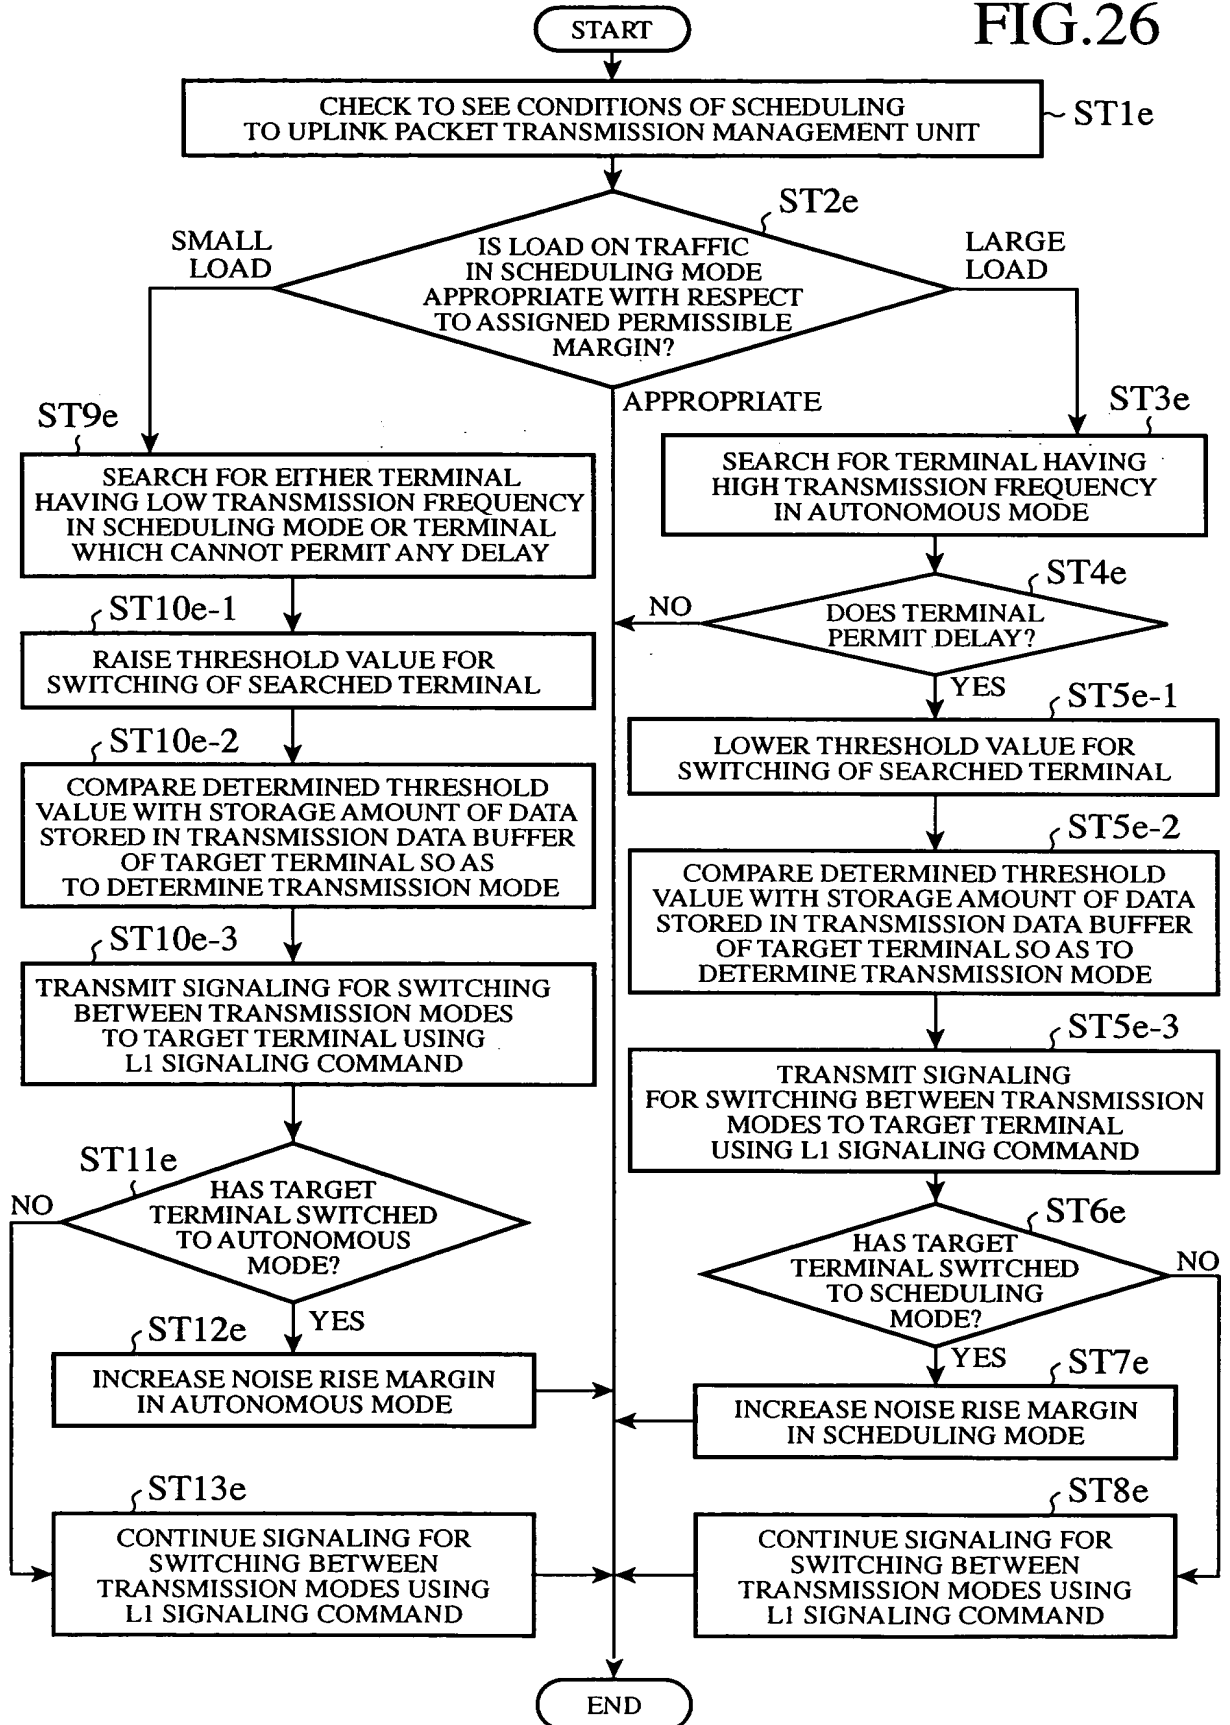 FIG.26
START
CHECK TO SEE CONDITIONS OF SCHEDULING
TO UPLINK PACKET TRANSMISSION MANAGEMENT UNIT
ST1e
ST2e
IS LOAD ON TRAFFIC
IN SCHEDULING MODE
APPROPRIATE WITH RESPECT
TO ASSIGNED PERMISSIBLE
MARGIN?
SMALL
LOAD
LARGE
LOAD
APPROPRIATE
ST9e
SEARCH FOR EITHER TERMINAL
HAVING LOW TRANSMISSION FREQUENCY
IN SCHEDULING MODE OR TERMINAL
WHICH CANNOT PERMIT ANY DELAY
ST10e-1
RAISE THRESHOLD VALUE FOR
SWITCHING OF SEARCHED TERMINAL
ST10e-2
COMPARE DETERMINED THRESHOLD
VALUE WITH STORAGE AMOUNT OF DATA
STORED IN TRANSMISSION DATA BUFFER
OF TARGET TERMINAL SO AS
TO DETERMINE TRANSMISSION MODE
ST10e-3
TRANSMIT SIGNALING FOR SWITCHING
BETWEEN TRANSMISSION MODES
TO TARGET TERMINAL USING
L1 SIGNALING COMMAND
ST11e
HAS TARGET
TERMINAL SWITCHED
TO AUTONOMOUS
MODE?
NO
YES
ST12e
INCREASE NOISE RISE MARGIN
IN AUTONOMOUS MODE
ST13e
CONTINUE SIGNALING FOR
SWITCHING BETWEEN
TRANSMISSION MODES USING
L1 SIGNALING COMMAND
ST3e
SEARCH FOR TERMINAL HAVING
HIGH TRANSMISSION FREQUENCY
IN AUTONOMOUS MODE
ST4e
DOES TERMINAL
PERMIT DELAY?
NO
YES
ST5e-1
LOWER THRESHOLD VALUE FOR
SWITCHING OF SEARCHED TERMINAL
ST5e-2
COMPARE DETERMINED THRESHOLD
VALUE WITH STORAGE AMOUNT OF DATA
STORED IN TRANSMISSION DATA BUFFER
OF TARGET TERMINAL SO AS TO
DETERMINE TRANSMISSION MODE
ST5e-3
TRANSMIT SIGNALING
FOR SWITCHING BETWEEN TRANSMISSION
MODES TO TARGET TERMINAL
USING L1 SIGNALING COMMAND
ST6e
HAS TARGET
TERMINAL SWITCHED
TO SCHEDULING
MODE?
NO
YES
ST7e
INCREASE NOISE RISE MARGIN
IN SCHEDULING MODE
ST8e
CONTINUE SIGNALING FOR
SWITCHING BETWEEN
TRANSMISSION MODES USING
L1 SIGNALING COMMAND
END